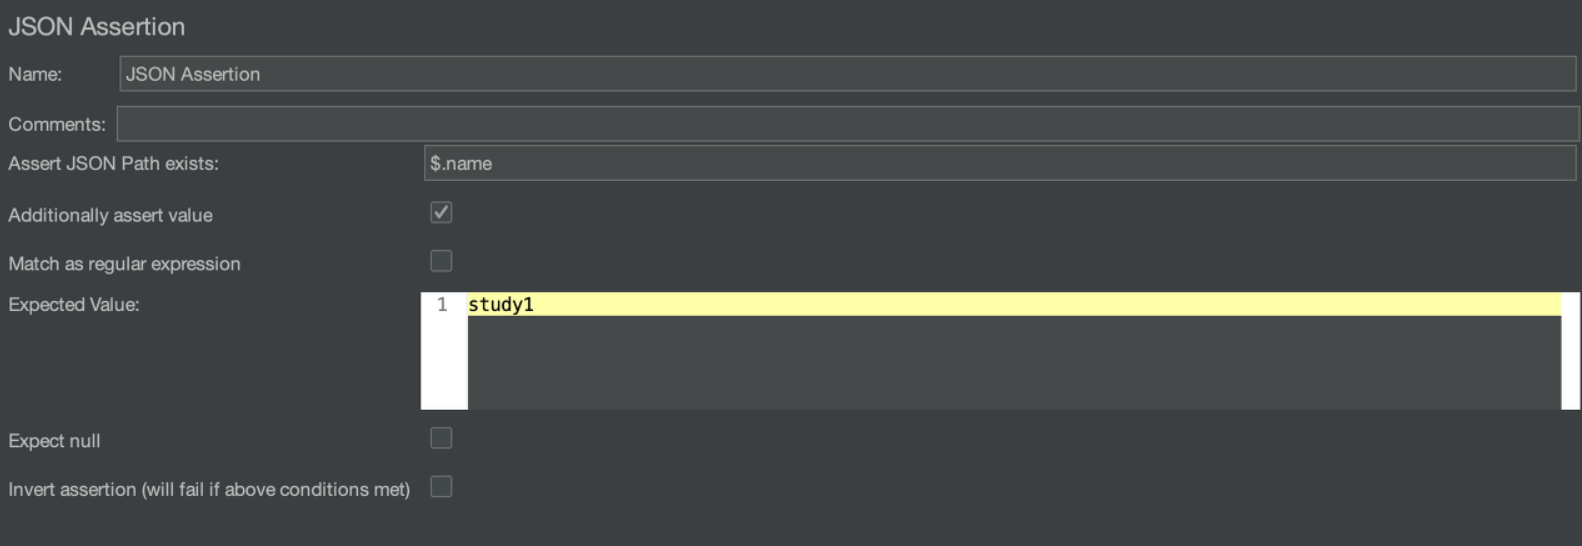 JSON Assertion
Name: JSON Assertion
Comments:
Assert JSON Path exists: $.name
Additionally assert value
Match as regular expression
Expected Value: 1 study1
Expect null
Invert assertion (will fail if above conditions met)